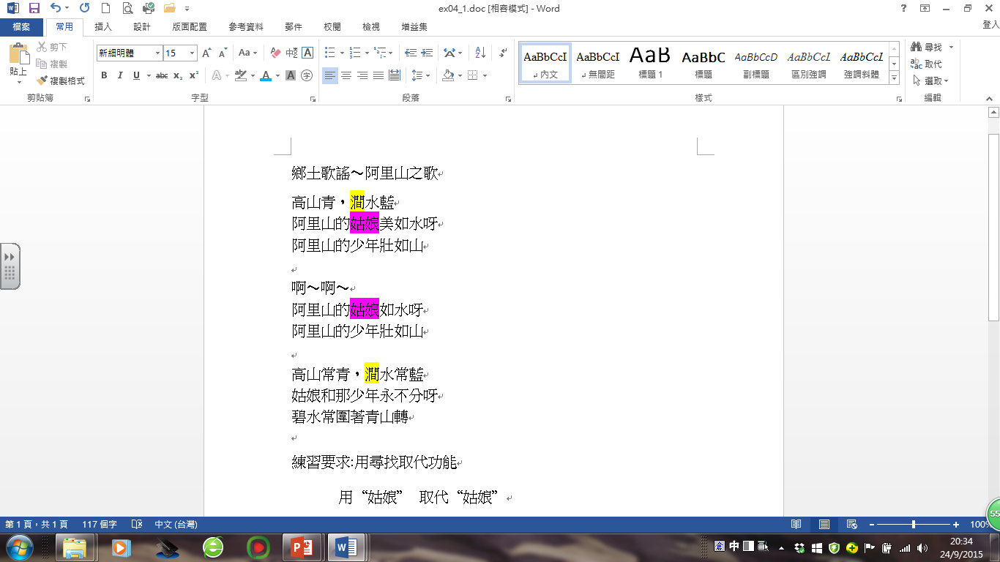 ex04_1.doc [相容模式] - Word
檔案 常用 插入 設計 版面配置 參考資料 郵件 校閱 檢視 增益集 登入
貼上 剪下 複製 複製格式 剪貼簿
新細明體 15 Aa 中 A
B I U abc x₂ x² A ab A A 字
字型
段落
AaBbCcI AaBbCcI AaB AaBbC AaBbCcD AaBbCcI AaBbCcI
內文 無間距 標題 1 標題 副標題 區別強調 強調斜體
樣式
尋找 取代 選取 編輯
鄉土歌謠～阿里山之歌
高山青，澗水藍
阿里山的姑娘美如水呀
阿里山的少年壯如山
啊～啊～
阿里山的姑娘如水呀
阿里山的少年壯如山
高山常青，澗水常藍
姑娘和那少年永不分呀
碧水常圍著青山轉
練習要求:用尋找取代功能
用“姑娘” 取代“姑娘”
第 1 頁，共 1 頁 117 個字 中文 (台灣) 100%
55
倉 中
20:34
24/9/2015